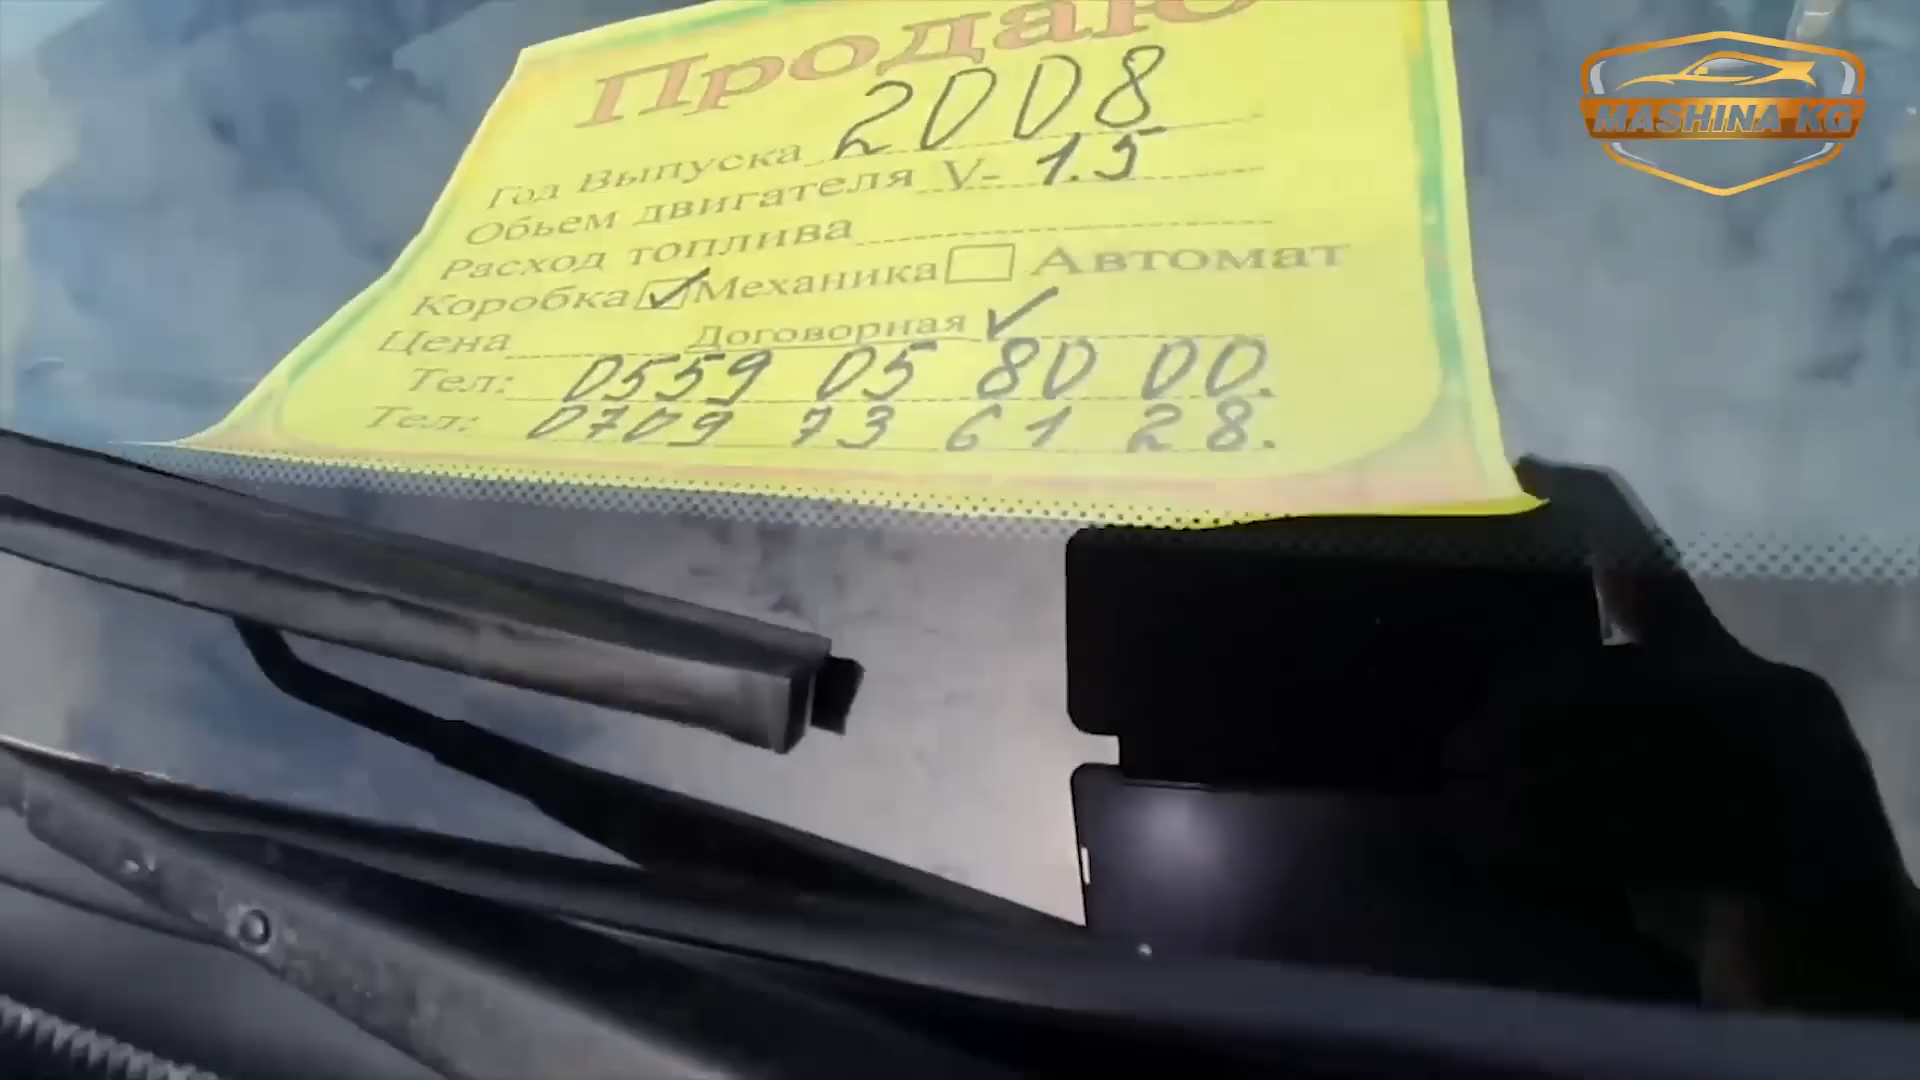 Продаю
Год Выпуска 2008
Обьем двигателя V- 1.5
Расход топлива
Коробка ✓ Механика Автомат
Цена Договорная ✓
Тел: 0559 05 80 00.
Тел: 0709 73 61 28.
MASHINA KG